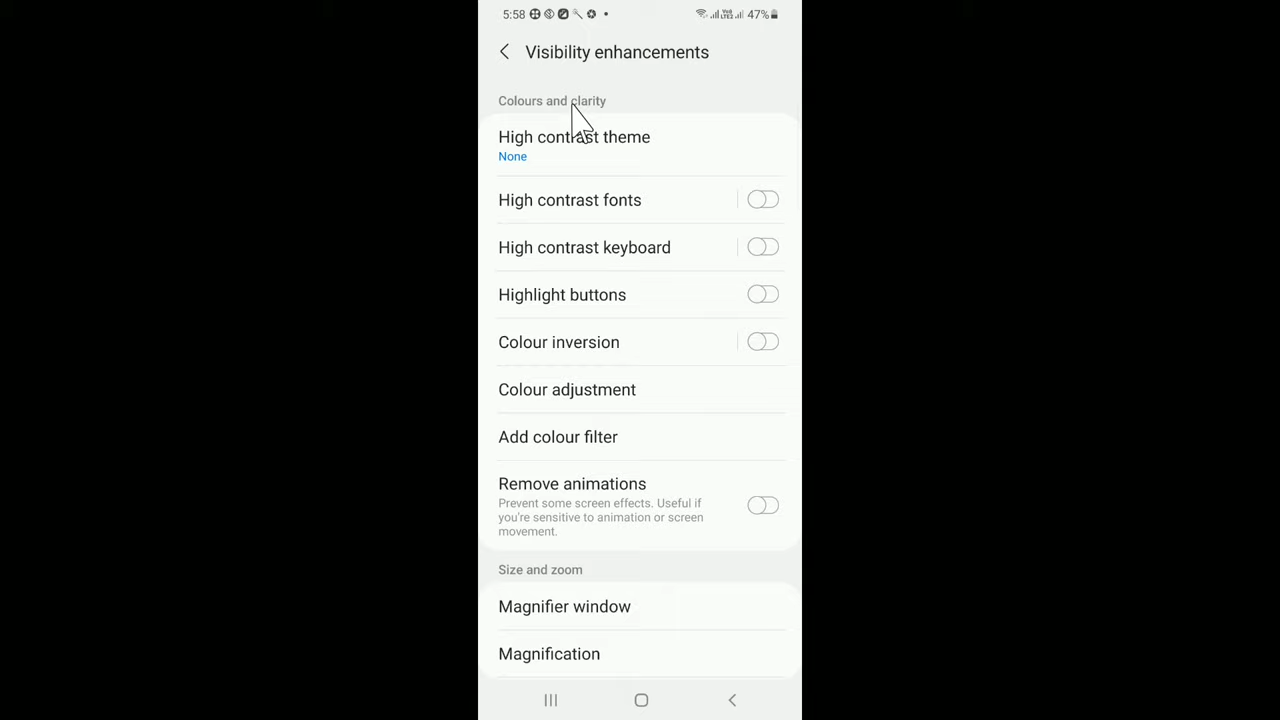 5:58
47%
Visibility enhancements
Colours and clarity
High contrast theme
None
High contrast fonts
High contrast keyboard
Highlight buttons
Colour inversion
Colour adjustment
Add colour filter
Remove animations
Prevent some screen effects. Useful if
you're sensitive to animation or screen
movement.
Size and zoom
Magnifier window
Magnification